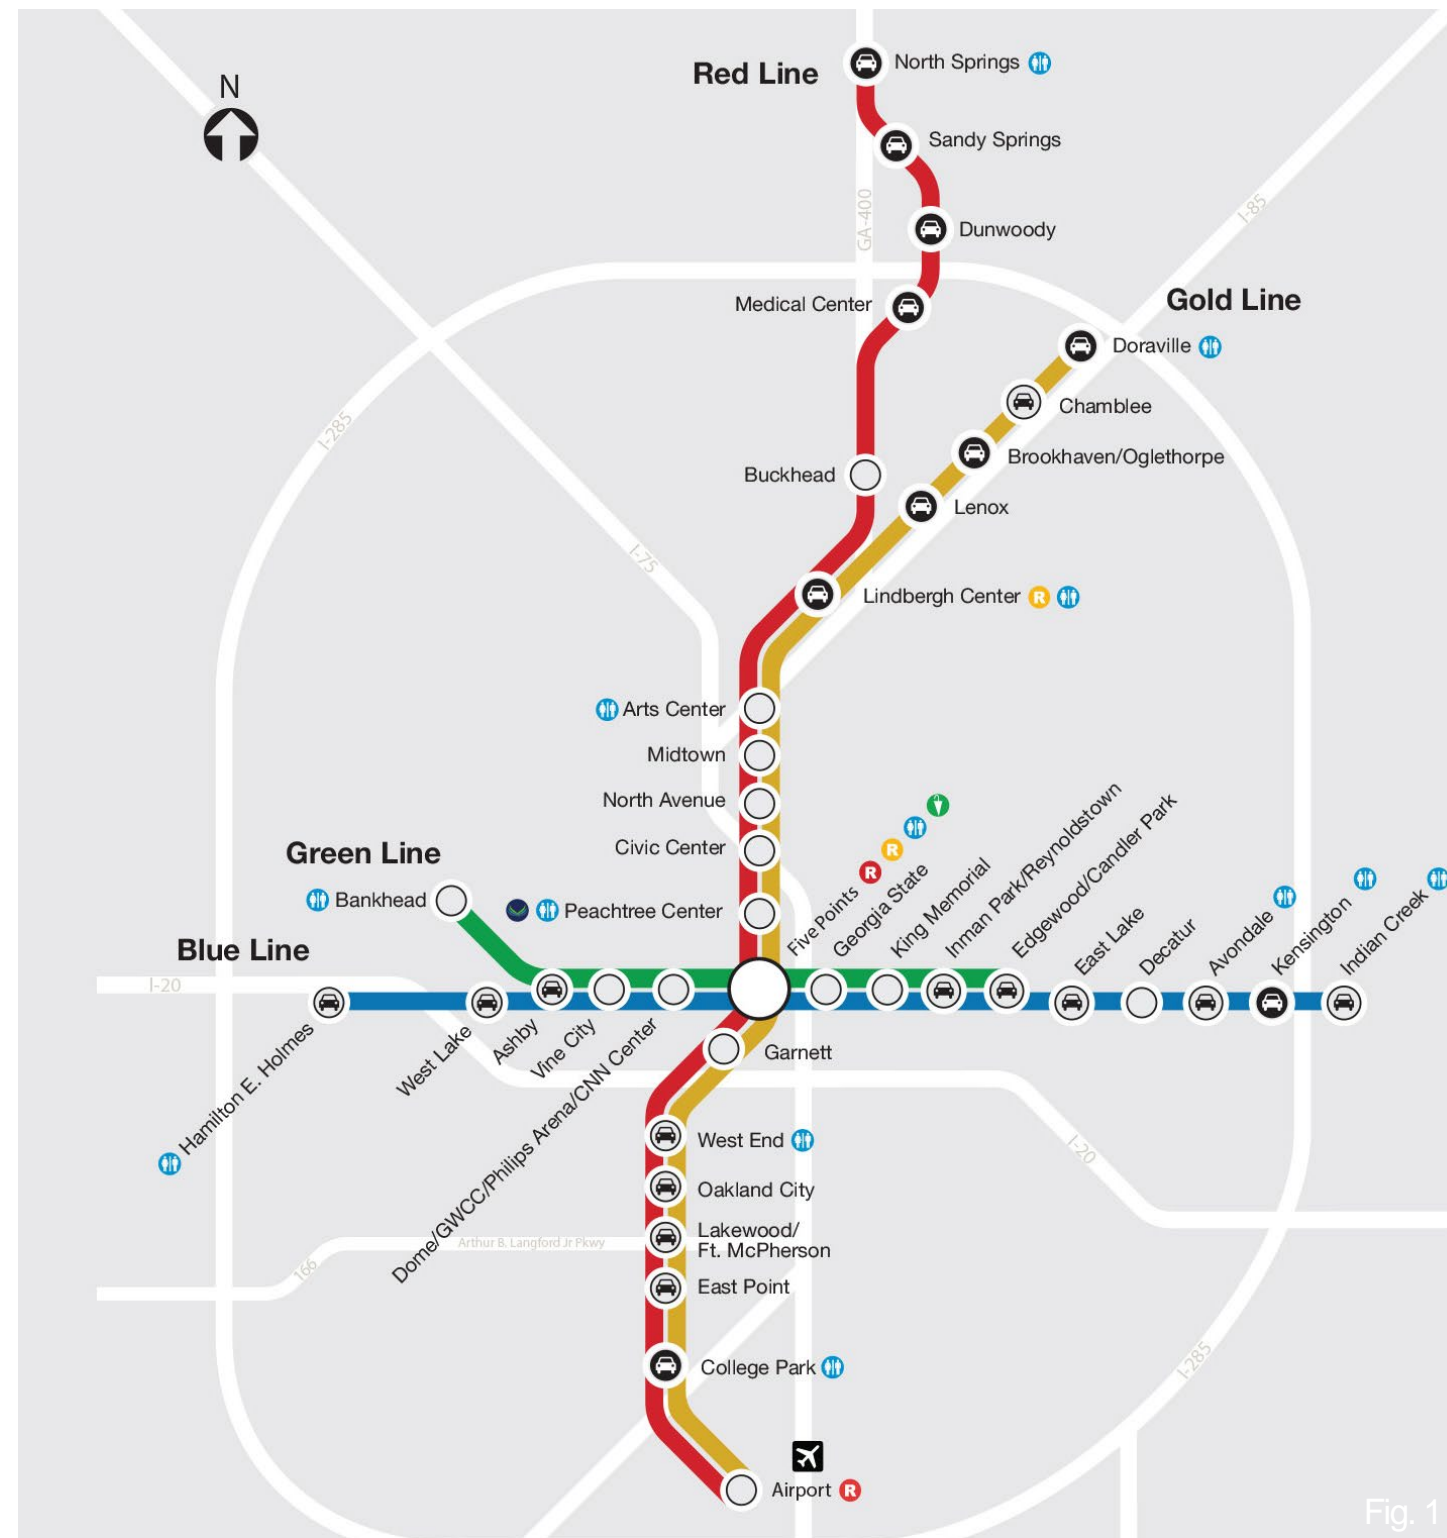 N
Red Line
North Springs
Sandy Springs
GA-400
I-85
Dunwoody
Medical Center
Gold Line
Doraville
Chamblee
I-285
Brookhaven/Oglethorpe
Buckhead
Lenox
I-75
Lindbergh Center R
Arts Center
Midtown
North Avenue
Civic Center
Green Line
Bankhead
Peachtree Center
Blue Line
I-20
Five Points R R
Georgia State
King Memorial
Inman Park/Reynoldstown
Edgewood/Candler Park
East Lake
Decatur
Avondale
Kensington
Indian Creek
Hamilton E. Holmes
West Lake
Ashby
Vine City
Dome/GWCC/Philips Arena/CNN Center
Garnett
West End
I-20
Oakland City
Lakewood/
Ft. McPherson
Arthur B. Langford Jr Pkwy
166
East Point
College Park
I-285
Airport R
Fig. 1